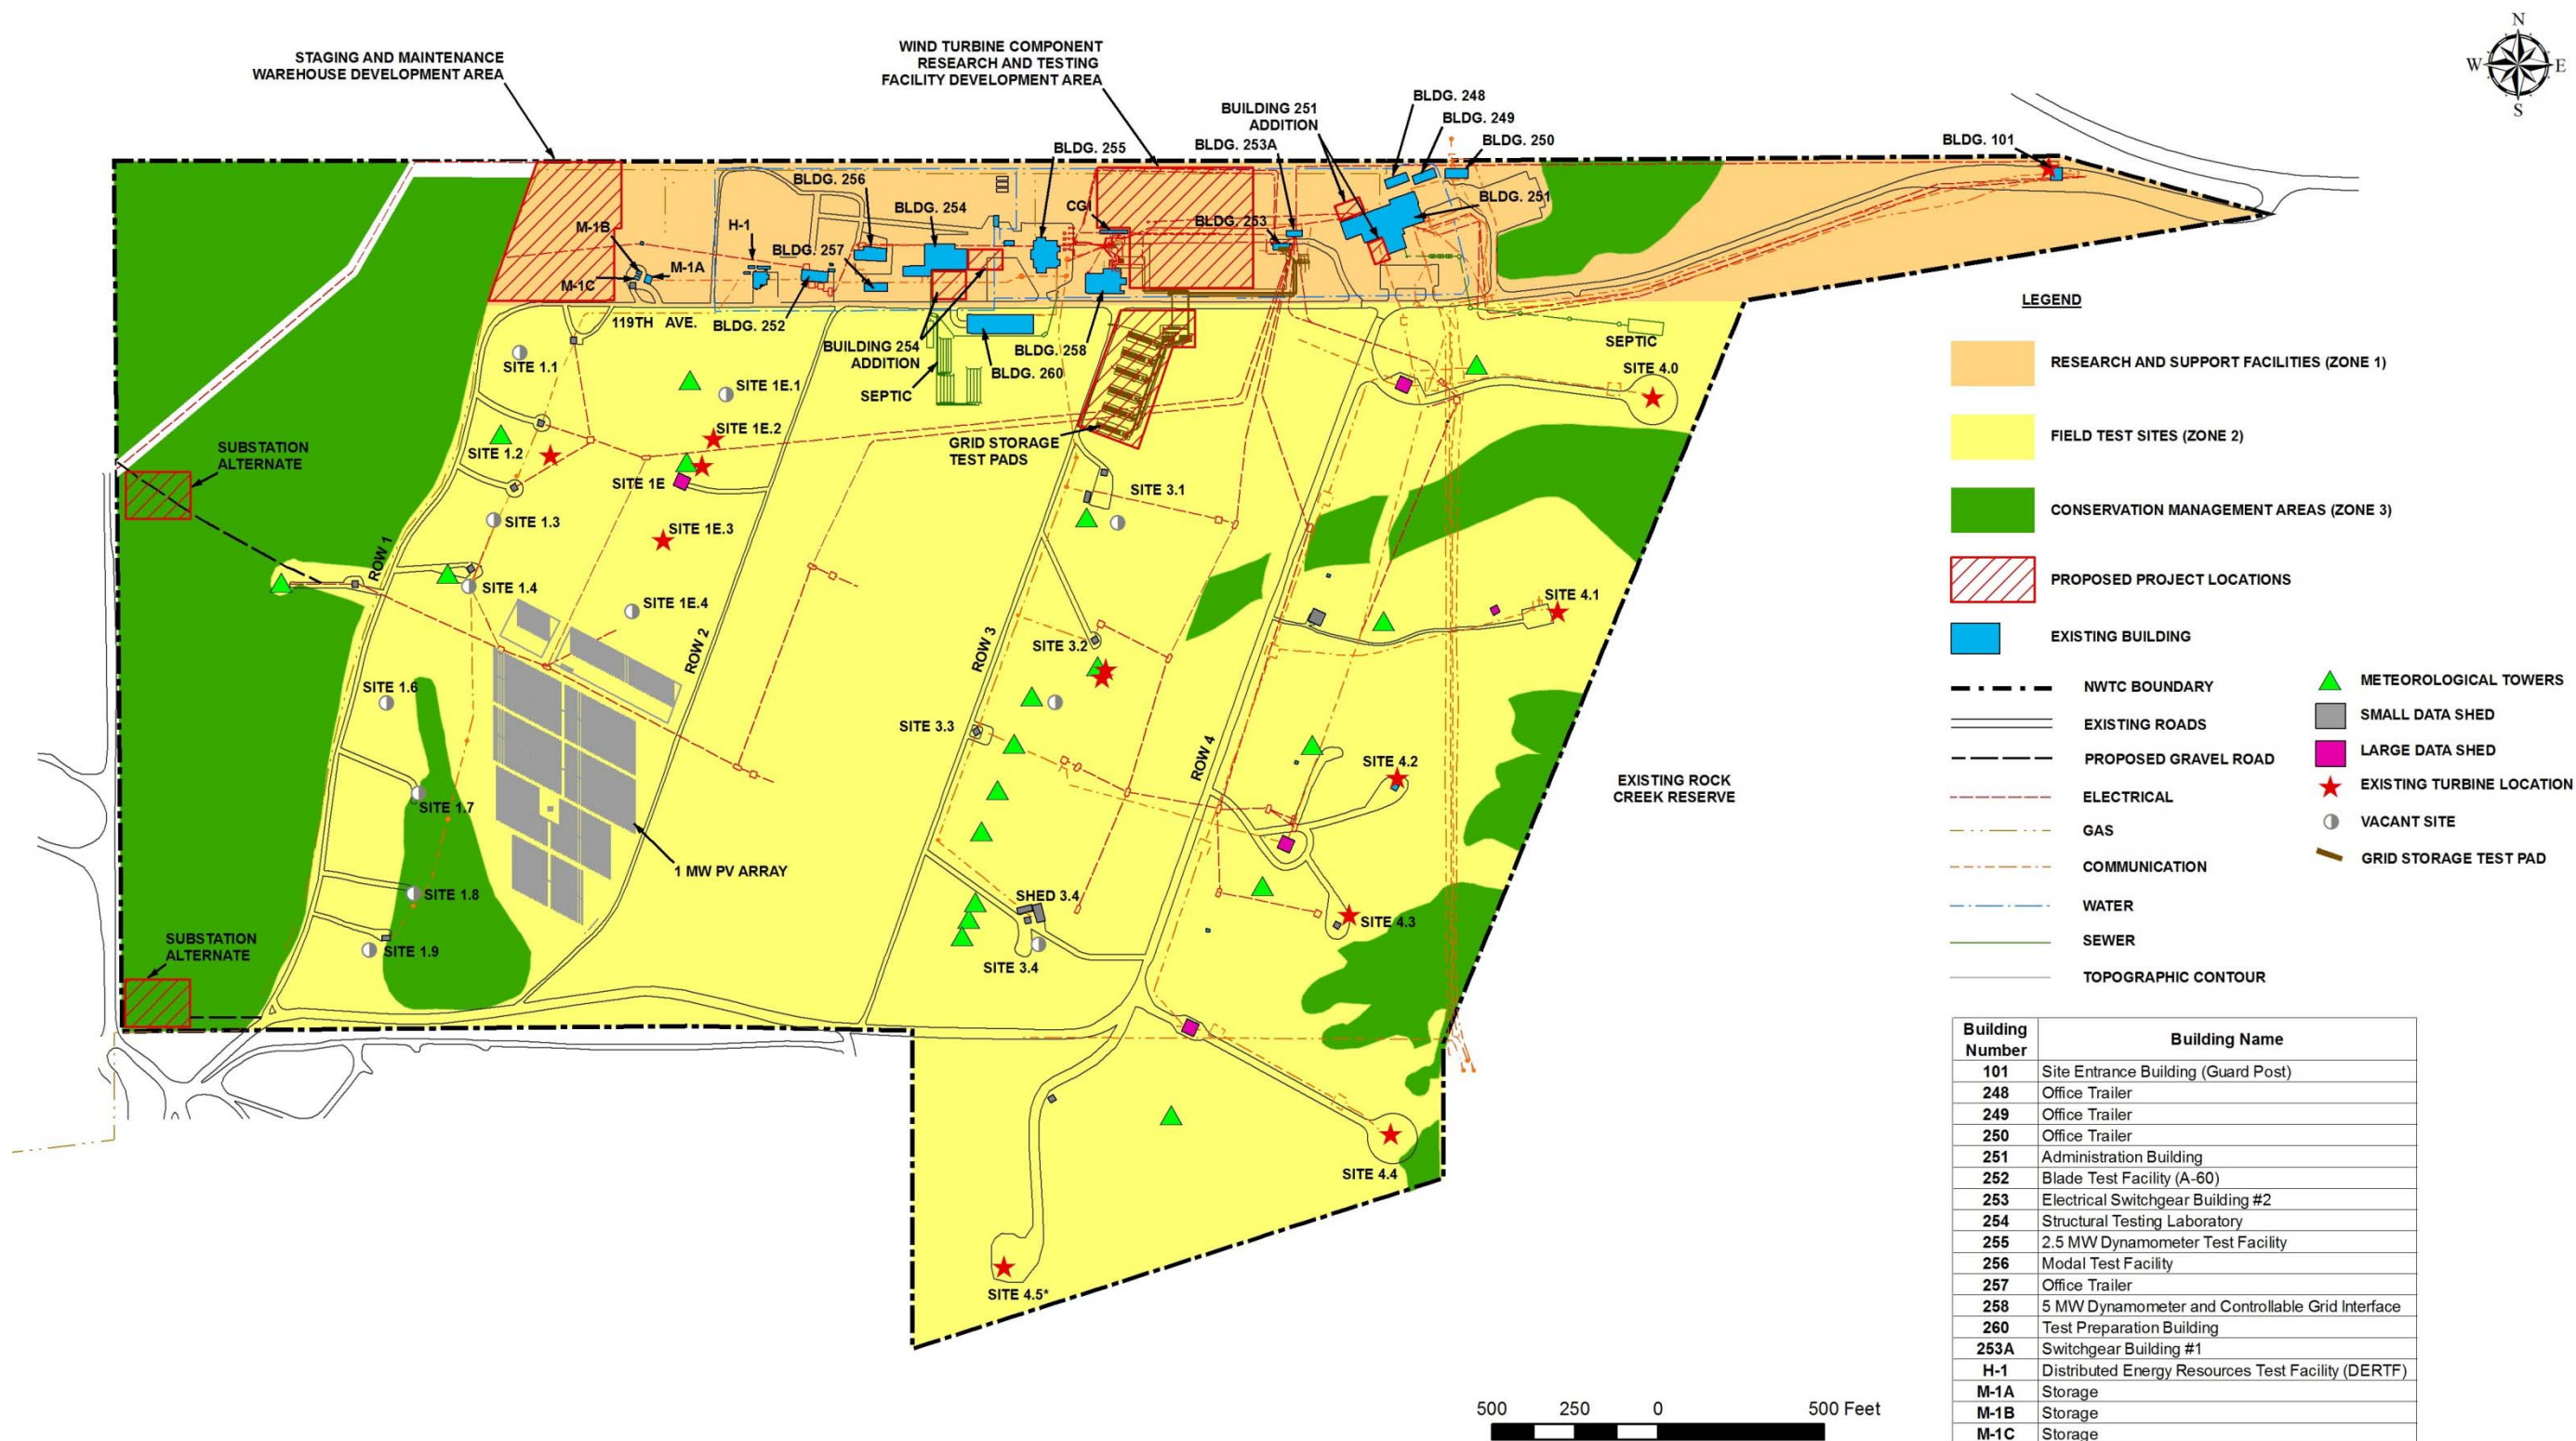 N
W
E
S
STAGING AND MAINTENANCE
WAREHOUSE DEVELOPMENT AREA
WIND TURBINE COMPONENT
RESEARCH AND TESTING
FACILITY DEVELOPMENT AREA
BUILDING 251
ADDITION
BLDG. 248
BLDG. 249
BLDG. 250
BLDG. 101
BLDG. 255
BLDG. 253A
BLDG. 256
BLDG. 254
BLDG. 251
CGI
BLDG. 253
M-1B
H-1
BLDG. 257
M-1A
M-1C
119TH AVE.
BLDG. 252
BUILDING 254
ADDITION
BLDG. 258
BLDG. 260
SEPTIC
SEPTIC
SITE 4.0
SITE 1.1
SITE 1E.1
SITE 1E.2
SITE 1.2
SITE 1E
GRID STORAGE
TEST PADS
SUBSTATION
ALTERNATE
SITE 3.1
SITE 1.3
SITE 1E.3
ROW 1
SITE 1.4
SITE 1E.4
ROW 2
ROW 3
SITE 3.2
SITE 4.1
SITE 1.6
SITE 3.3
ROW 4
SITE 4.2
EXISTING ROCK
CREEK RESERVE
SITE 1.7
1 MW PV ARRAY
SITE 1.8
SHED 3.4
SITE 4.3
SUBSTATION
ALTERNATE
SITE 1.9
SITE 3.4
SITE 4.4
SITE 4.5*
LEGEND
RESEARCH AND SUPPORT FACILITIES (ZONE 1)
FIELD TEST SITES (ZONE 2)
CONSERVATION MANAGEMENT AREAS (ZONE 3)
PROPOSED PROJECT LOCATIONS
EXISTING BUILDING
NWTC BOUNDARY
EXISTING ROADS
PROPOSED GRAVEL ROAD
ELECTRICAL
GAS
COMMUNICATION
WATER
SEWER
TOPOGRAPHIC CONTOUR
METEOROLOGICAL TOWERS
SMALL DATA SHED
LARGE DATA SHED
EXISTING TURBINE LOCATION
VACANT SITE
GRID STORAGE TEST PAD
Building Number Building Name
101 Site Entrance Building (Guard Post)
248 Office Trailer
249 Office Trailer
250 Office Trailer
251 Administration Building
252 Blade Test Facility (A-60)
253 Electrical Switchgear Building #2
254 Structural Testing Laboratory
255 2.5 MW Dynamometer Test Facility
256 Modal Test Facility
257 Office Trailer
258 5 MW Dynamometer and Controllable Grid Interface
260 Test Preparation Building
253A Switchgear Building #1
H-1 Distributed Energy Resources Test Facility (DERTF)
M-1A Storage
M-1B Storage
M-1C Storage
500 250 0 500 Feet